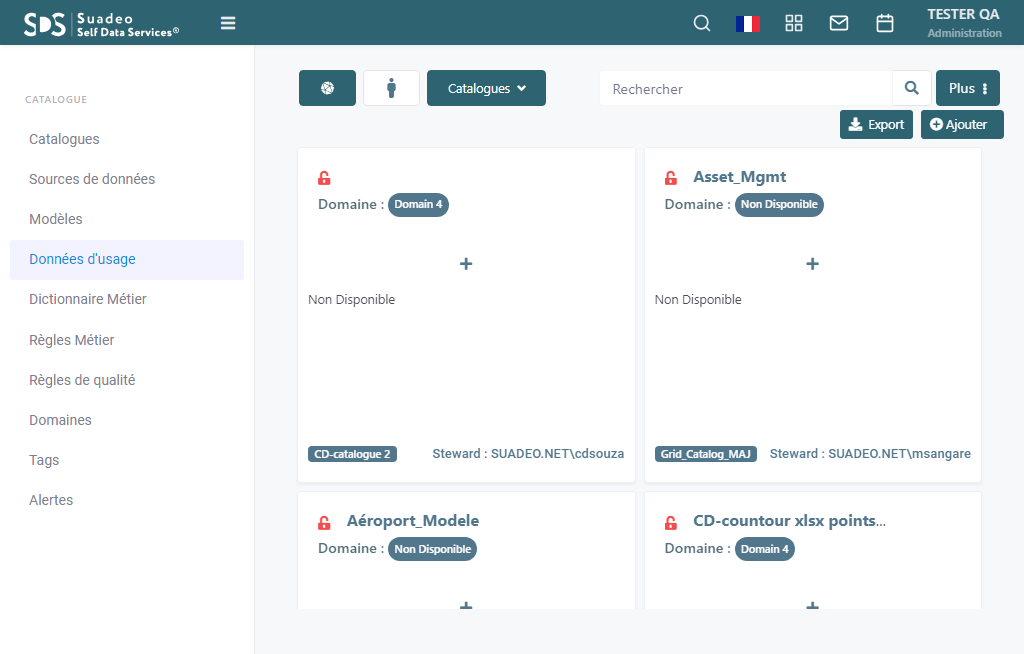 SDS Suadeo
Self Data Services®
TESTER QA
Administration
CATALOGUE
Catalogues
Sources de données
Modèles
Données d'usage
Dictionnaire Métier
Règles Métier
Règles de qualité
Domaines
Tags
Alertes
Catalogues
Rechercher
Plus
Export
Ajouter
Domaine : Domain 4
+
Non Disponible
CD-catalogue 2
Steward : SUADEO.NET\cdsouza
Asset_Mgmt
Domaine : Non Disponible
+
Non Disponible
Grid_Catalog_MAJ
Steward : SUADEO.NET\msangare
Aéroport_Modele
Domaine : Non Disponible
+
CD-countour xlsx points...
Domaine : Domain 4
+